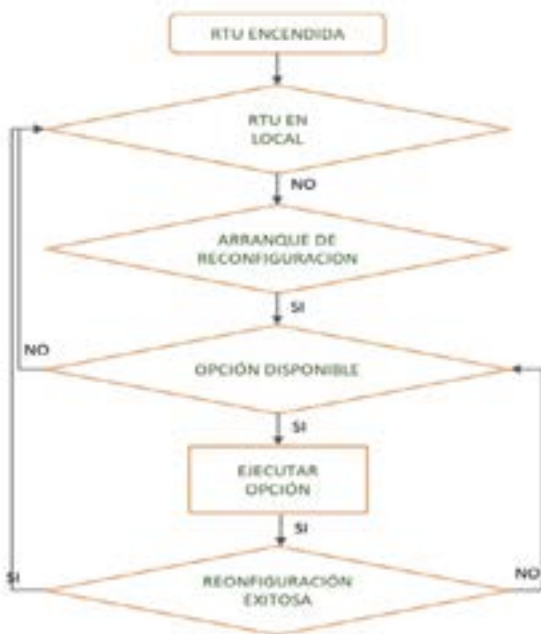 RTU ENCENDIDA
RTU EN
LOCAL
NO
ARRANQUE DE
RECONFIGURACIÓN
SI
NO
OPCIÓN DISPONIBLE
SI
EJECUTAR
OPCIÓN
SI
SI
REONFIGURACIÓN
EXITOSA
NO